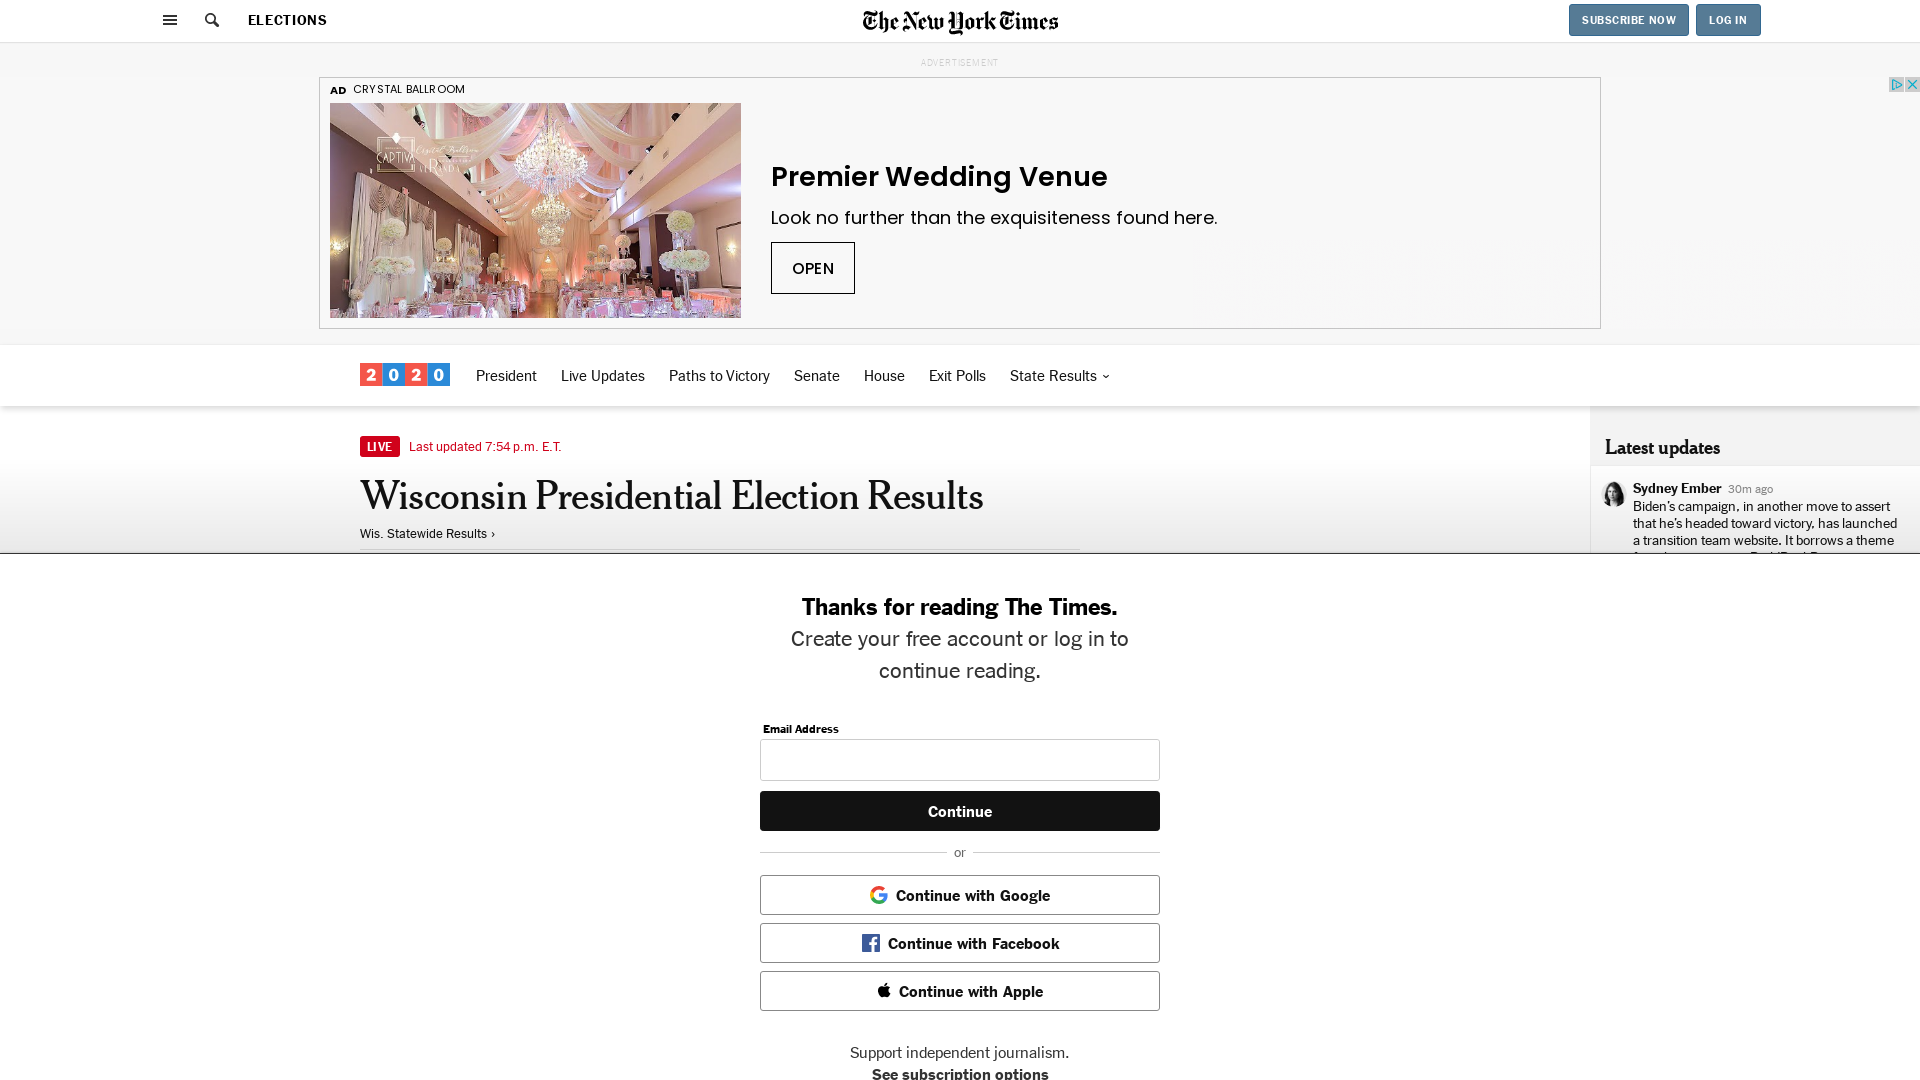 ELECTIONS
The New York Times
SUBSCRIBE NOW
LOG IN
ADVERTISEMENT
AD CRYSTAL BALLROOM
CAPTIVA
Premier Wedding Venue
Look no further than the exquisiteness found here.
OPEN
2020
President
Live Updates
Paths to Victory
Senate
House
Exit Polls
State Results
LIVE Last updated 7:54 p.m. E.T.
Wisconsin Presidential Election Results
Wis. Statewide Results ›
Latest updates
Sydney Ember 30m ago
Biden’s campaign, in another move to assert
that he’s headed toward victory, has launched
a transition team website. It borrows a theme
Thanks for reading The Times.
Create your free account or log in to
continue reading.
Email Address
Continue
or
Continue with Google
Continue with Facebook
Continue with Apple
Support independent journalism.
See subscription options